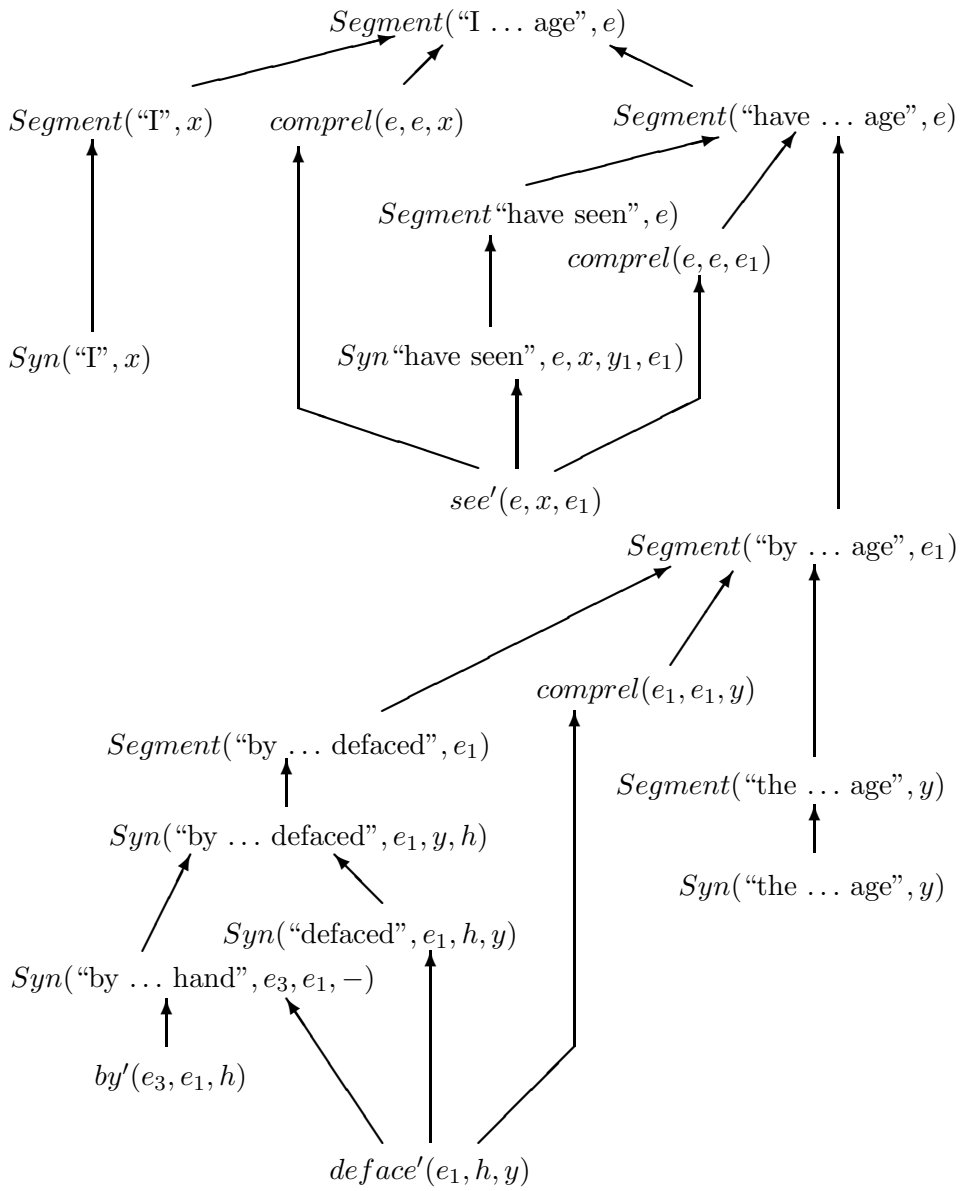 Segment(“I ... age”, e)
Segment(“I”, x) comprel(e, e, x) Segment(“have ... age”, e)
Segment“have seen”, e)
comprel(e, e, e₁)
Syn(“I”, x) Syn“have seen”, e, x, y₁, e₁)
see′(e, x, e₁)
Segment(“by ... age”, e₁)
comprel(e₁, e₁, y)
Segment(“by ... defaced”, e₁)
Segment(“the ... age”, y)
Syn(“by ... defaced”, e₁, y, h)
Syn(“the ... age”, y)
Syn(“defaced”, e₁, h, y)
Syn(“by ... hand”, e₃, e₁, −)
by′(e₃, e₁, h)
deface′(e₁, h, y)